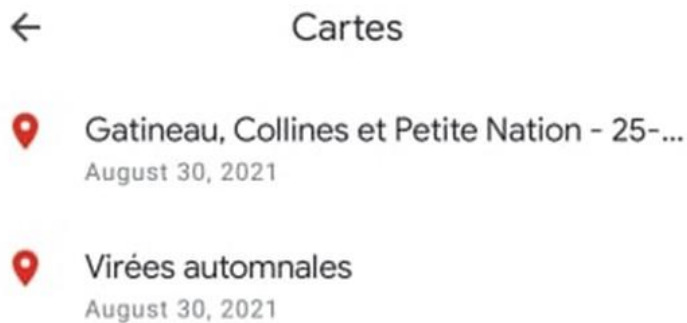 Cartes
Gatineau, Collines et Petite Nation - 25-...
August 30, 2021
Virées automnales
August 30, 2021